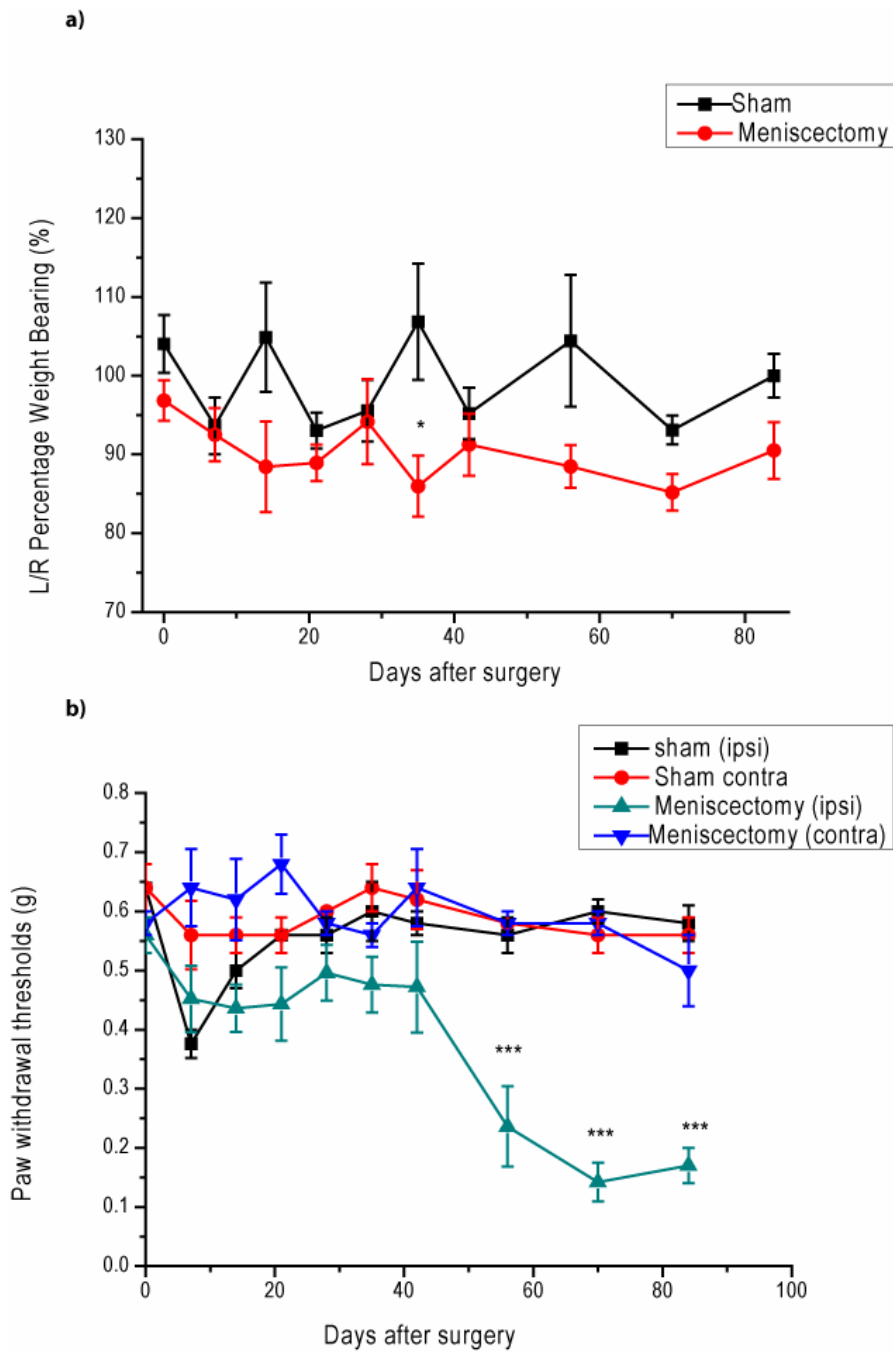 a)
Sham
Meniscectomy
130
120
110
100
90
80
70
L/R Percentage Weight Bearing (%)
*
0 20 40 60 80
Days after surgery
b)
sham (ipsi)
Sham contra
Meniscectomy (ipsi)
Meniscectomy (contra)
0.8
0.7
0.6
0.5
0.4
0.3
0.2
0.1
0.0
Paw withdrawal thresholds (g)
***
***
***
0 20 40 60 80 100
Days after surgery